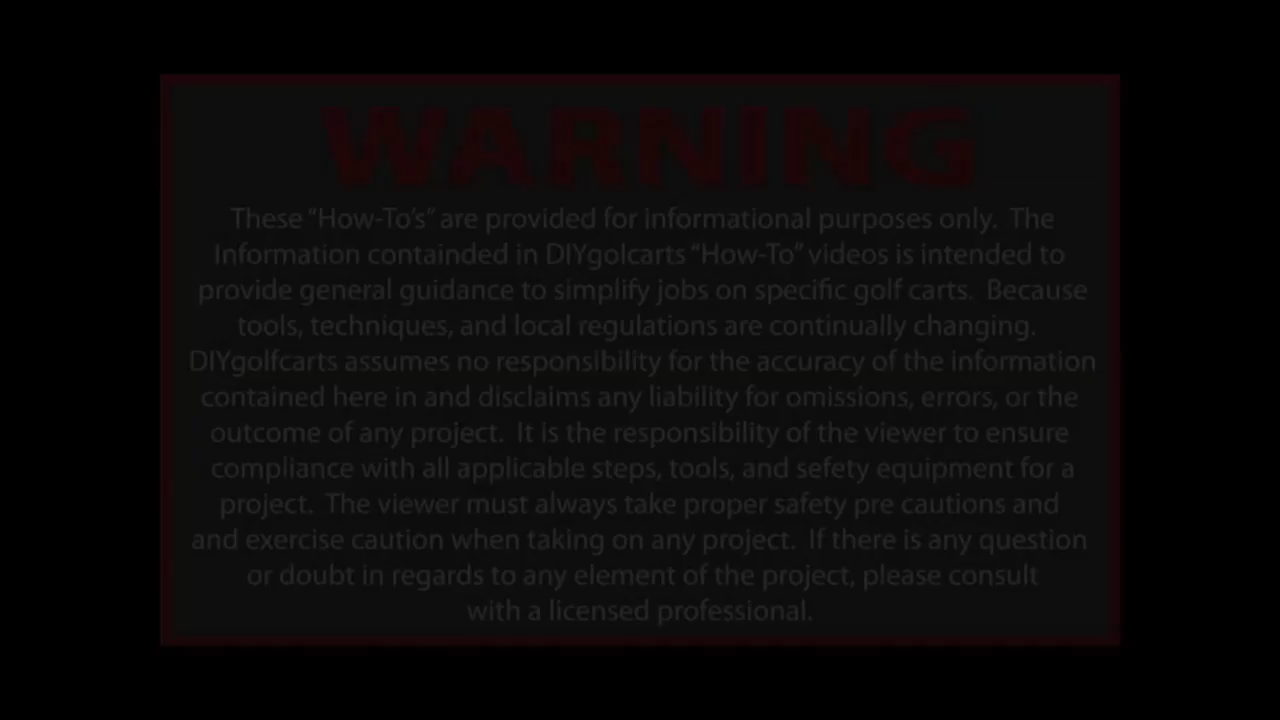 WARNING
These “How-To’s” are provided for informational purposes only.  The
Information containded in DIYgolcarts “How-To” videos is intended to
provide general guidance to simplify jobs on specific golf carts.  Because
tools, techniques, and local regulations are continually changing.
DIYgolfcarts assumes no responsibility for the accuracy of the information
contained here in and disclaims any liability for omissions, errors, or the
outcome of any project.  It is the responsibility of the viewer to ensure
compliance with all applicable steps, tools, and sefety equipment for a
project.  The viewer must always take proper safety pre cautions and
and exercise caution when taking on any project.  If there is any question
or doubt in regards to any element of the project, please consult
with a licensed professional.